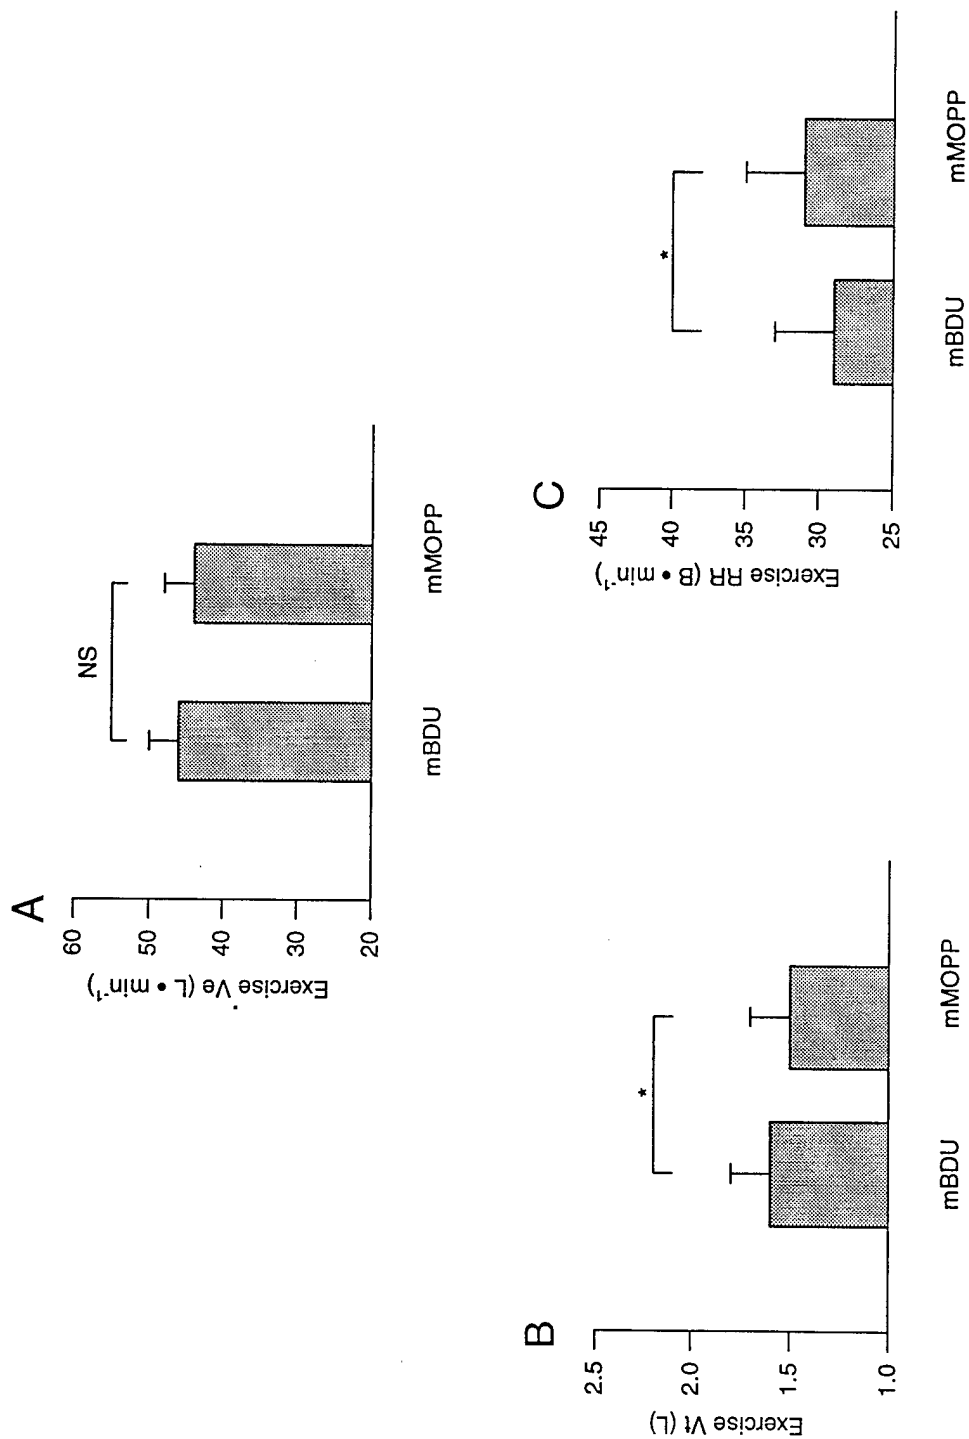 A
Exercise V̇e (L • min⁻¹)
60
50
40
30
20
NS
mBDU
mMOPP
B
Exercise Vt (L)
2.5
2.0
1.5
1.0
*
mBDU
mMOPP
C
Exercise RR (B • min⁻¹)
45
40
35
30
25
*
mBDU
mMOPP